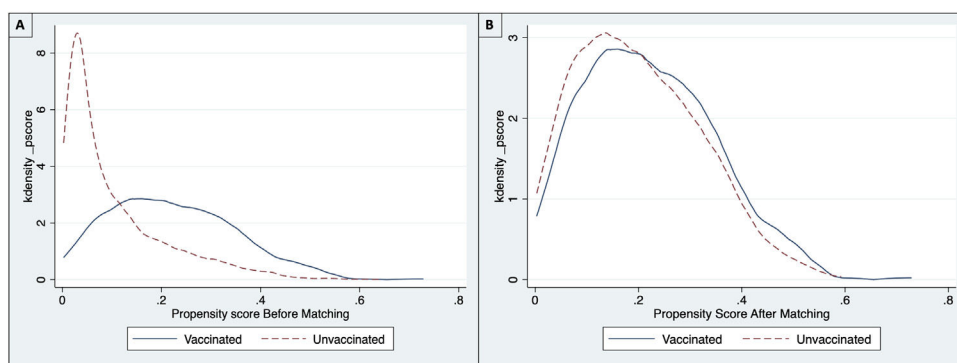 A
kdensity _pscore
8
6
4
2
0
0
.2
.4
.6
.8
Propensity score Before Matching
Vaccinated
Unvaccinated
B
kdensity _pscore
3
2
1
0
0
.2
.4
.6
.8
Propensity Score After Matching
Vaccinated
Unvaccinated